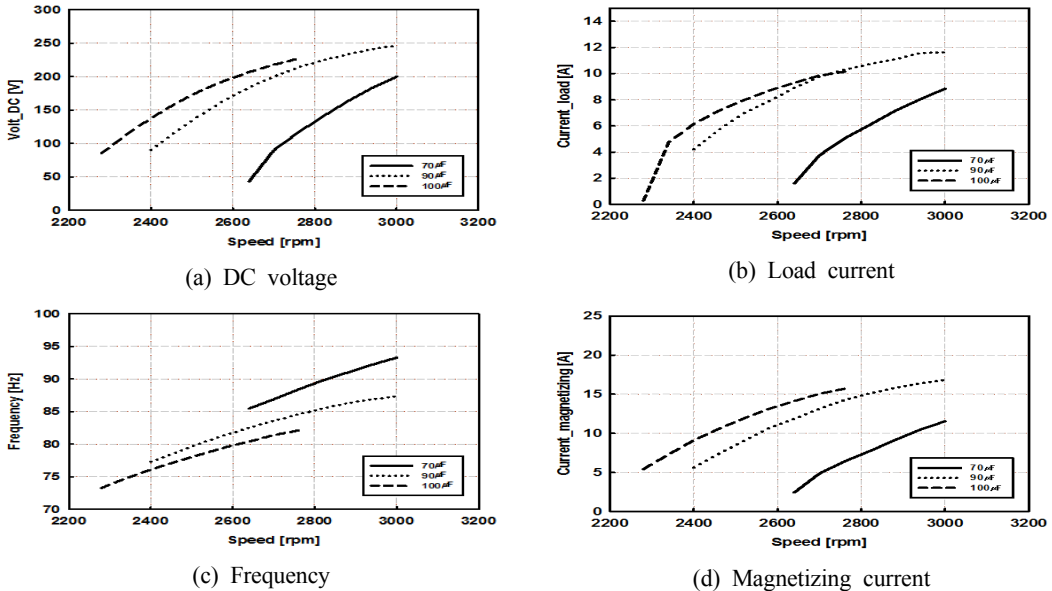 300
250
200
150
100
50
0
Volt_DC [V]
70㎌
90㎌
100㎌
2200 2400 2600 2800 3000 3200
Speed [rpm]
(a) DC voltage
14
12
10
8
6
4
2
0
Current_load [A]
70㎌
90㎌
100㎌
2200 2400 2600 2800 3000 3200
Speed [rpm]
(b) Load current
100
95
90
85
80
75
70
Frequency [Hz]
70㎌
90㎌
100㎌
2200 2400 2600 2800 3000 3200
Speed [rpm]
(c) Frequency
25
20
15
10
5
0
Current_magnetizing [A]
70㎌
90㎌
100㎌
2200 2400 2600 2800 3000 3200
Speed [rpm]
(d) Magnetizing current